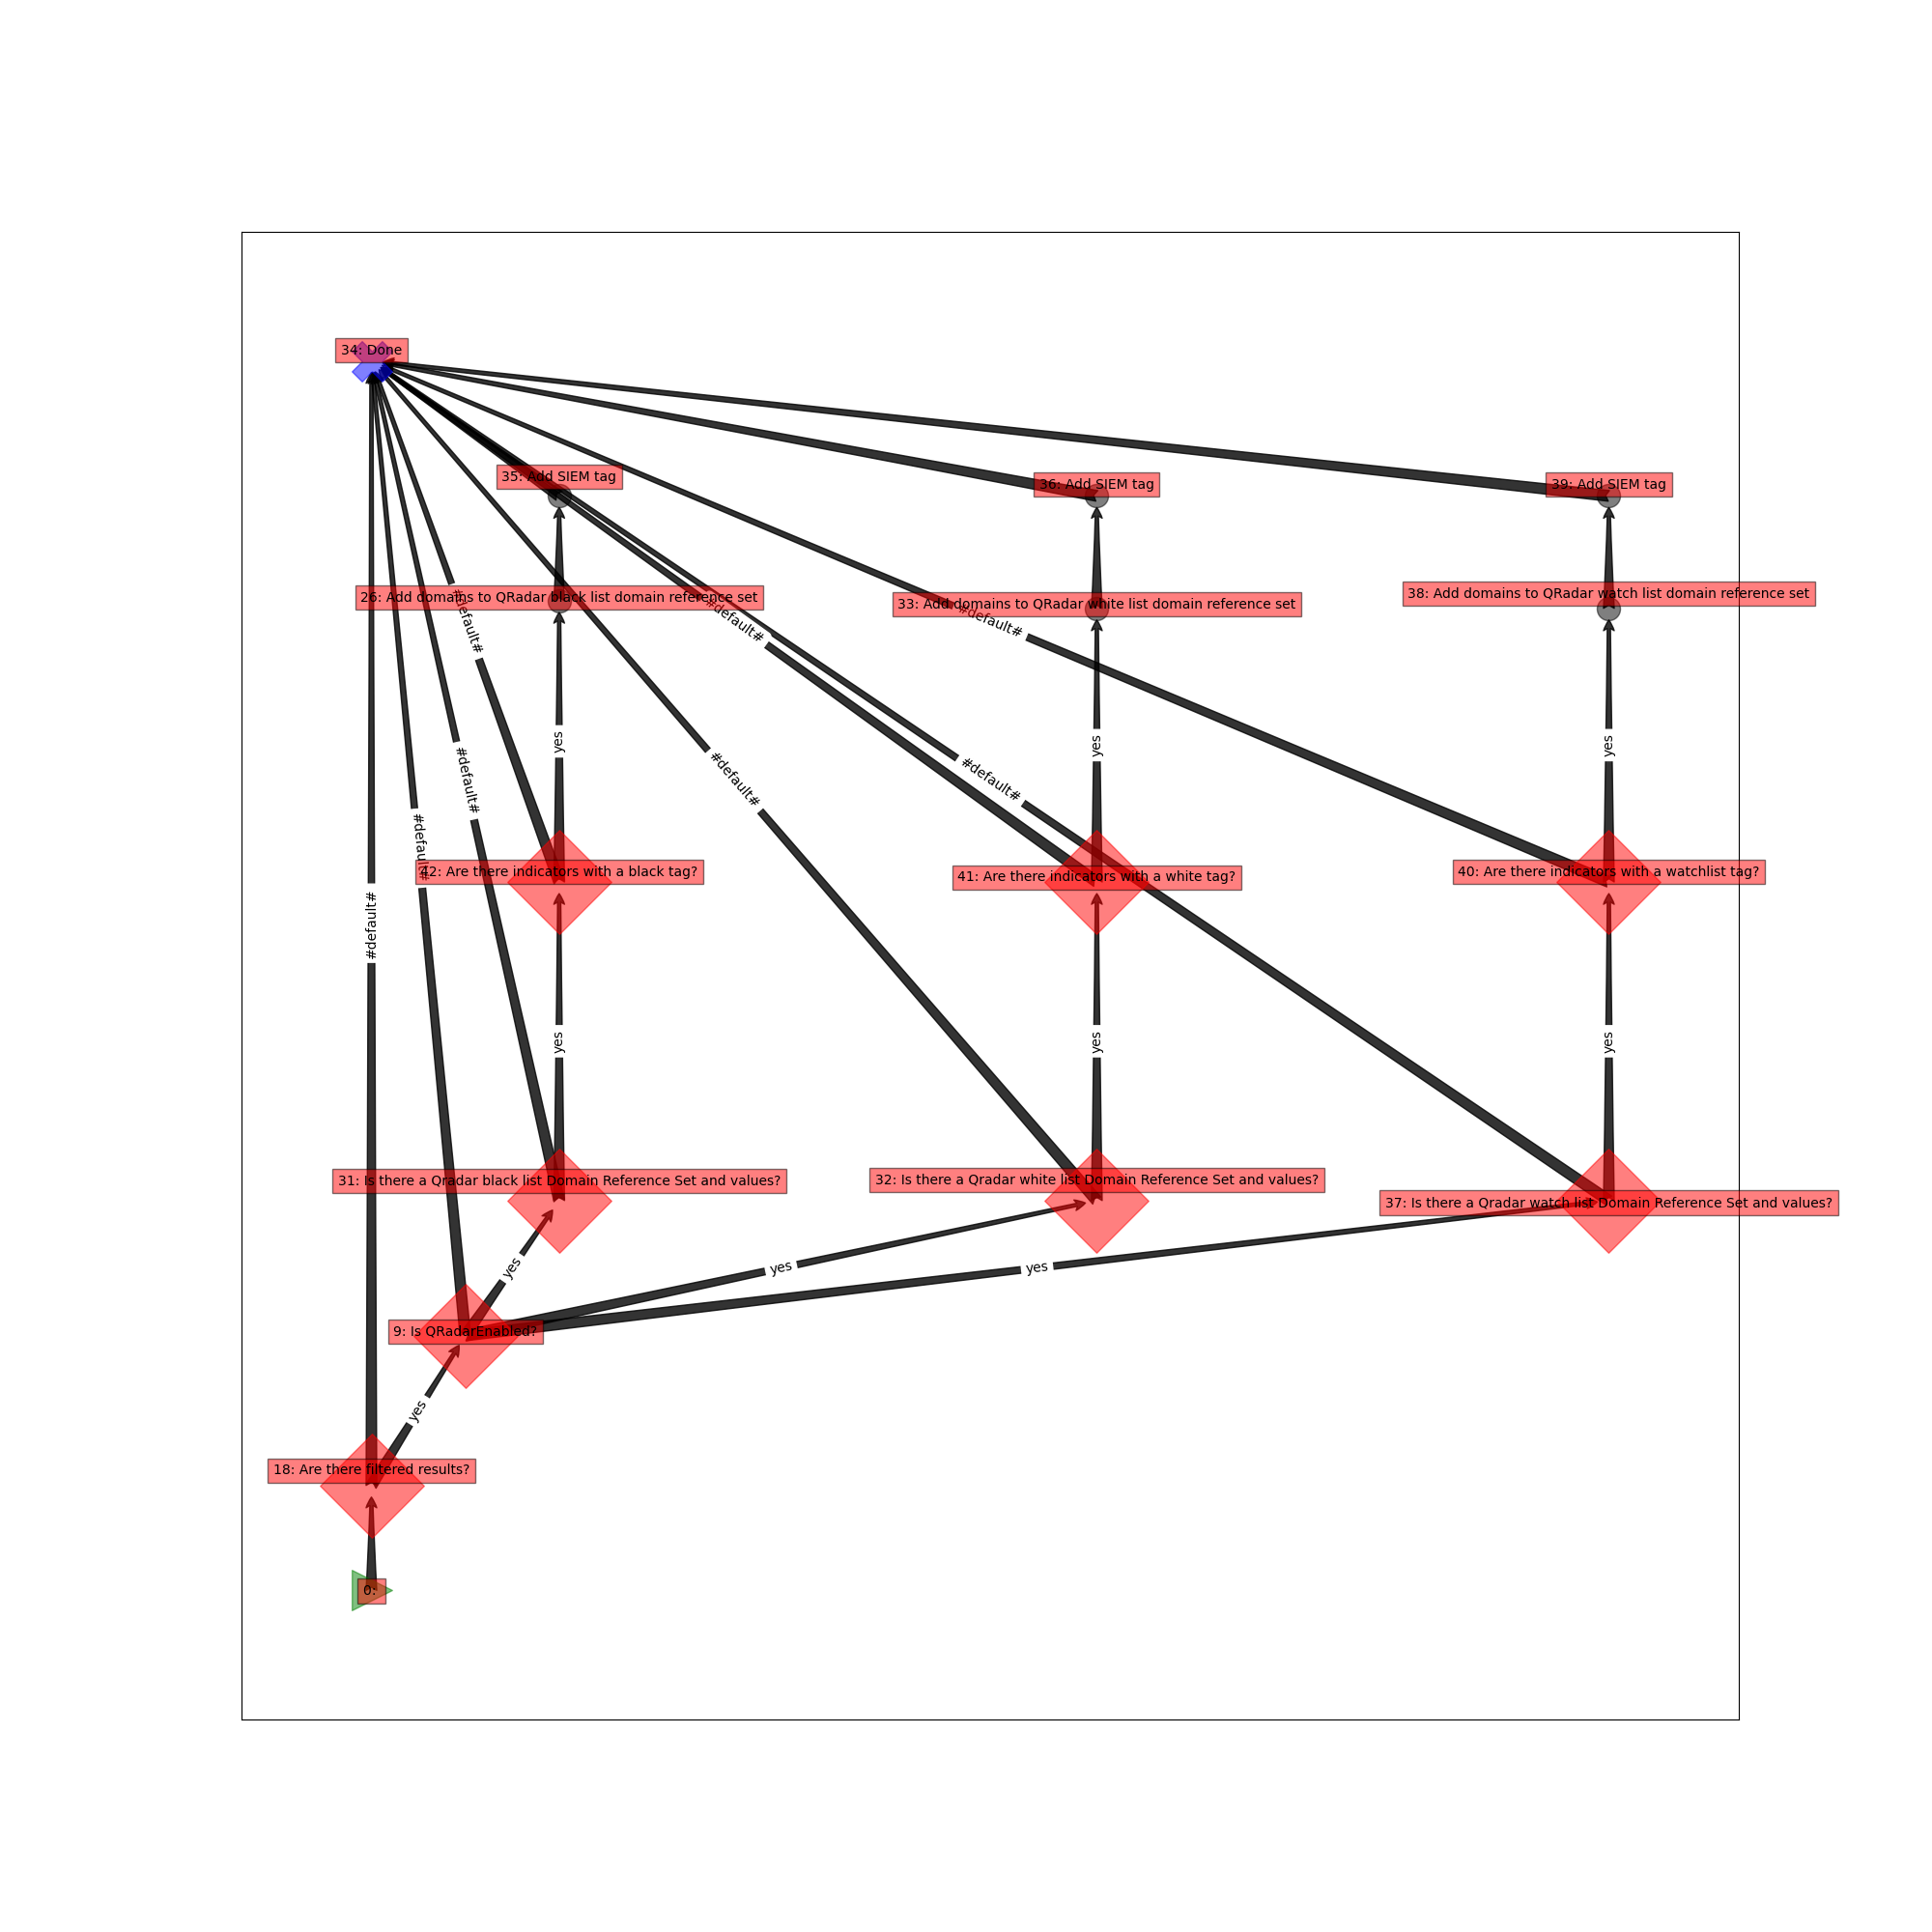 34: Done
35: Add SIEM tag
36: Add SIEM tag
39: Add SIEM tag
26: Add domains to QRadar black list domain reference set
33: Add domains to QRadar white list domain reference set
38: Add domains to QRadar watch list domain reference set
#default#
#default#
#default#
yes
yes
yes
#default#
#default#
#default#
#default#
42: Are there indicators with a black tag?
41: Are there indicators with a white tag?
40: Are there indicators with a watchlist tag?
#default#
yes
yes
yes
31: Is there a Qradar black list Domain Reference Set and values?
32: Is there a Qradar white list Domain Reference Set and values?
37: Is there a Qradar watch list Domain Reference Set and values?
yes
yes
yes
9: Is QRadarEnabled?
yes
18: Are there filtered results?
0: